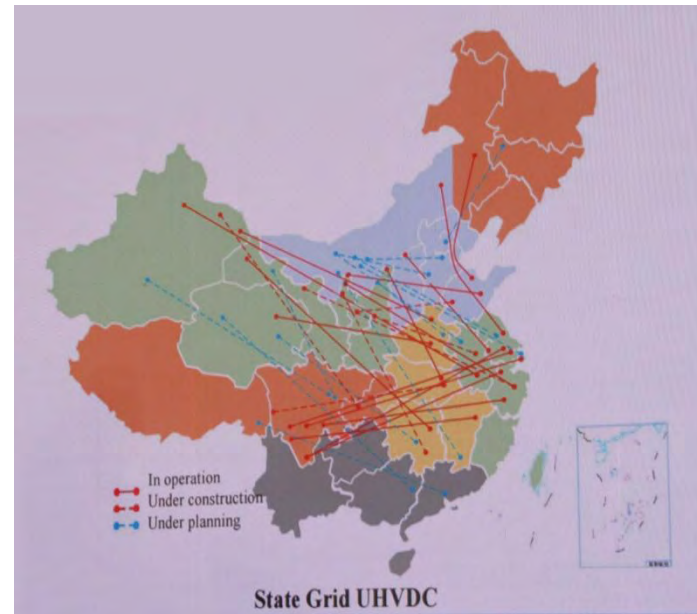 In operation
Under construction
Under planning
State Grid UHVDC